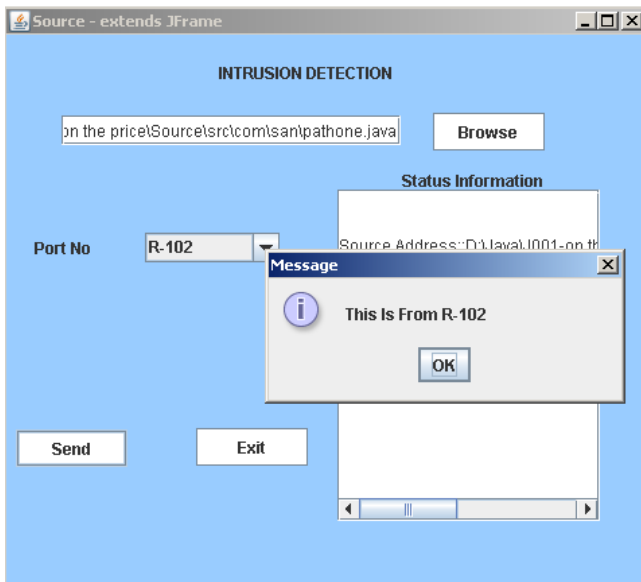 Source - extends JFrame
INTRUSION DETECTION
on the price\Source\src\com\san\pathone.java
Browse
Status Information
Port No
R-102
Source Address::D:\Java\J001-on th
Message
This Is From R-102
OK
Send
Exit